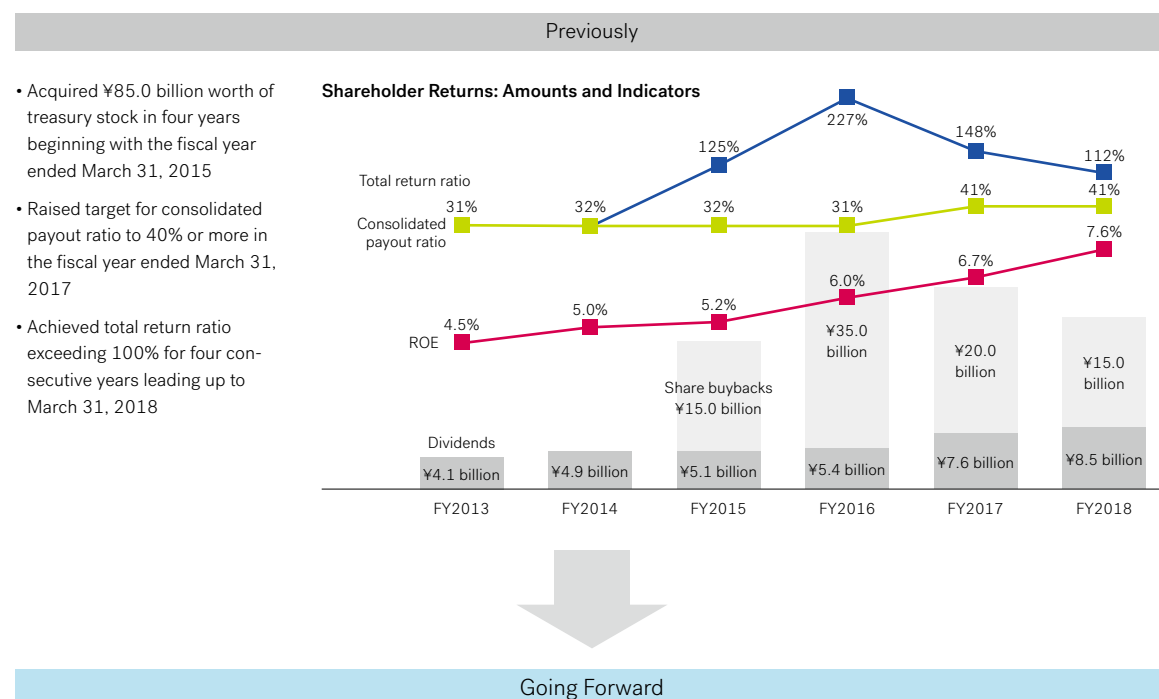 Previously
• Acquired ¥85.0 billion worth of
treasury stock in four years
beginning with the fiscal year
ended March 31, 2015
• Raised target for consolidated
payout ratio to 40% or more in
the fiscal year ended March 31,
2017
• Achieved total return ratio
exceeding 100% for four con-
secutive years leading up to
March 31, 2018
Shareholder Returns: Amounts and Indicators
Total return ratio
125%
227%
148%
112%
Consolidated
payout ratio
31%
32%
32%
31%
41%
41%
ROE
4.5%
5.0%
5.2%
6.0%
6.7%
7.6%
Share buybacks
¥15.0 billion
¥35.0
billion
¥20.0
billion
¥15.0
billion
Dividends
¥4.1 billion
¥4.9 billion
¥5.1 billion
¥5.4 billion
¥7.6 billion
¥8.5 billion
FY2013
FY2014
FY2015
FY2016
FY2017
FY2018
Going Forward